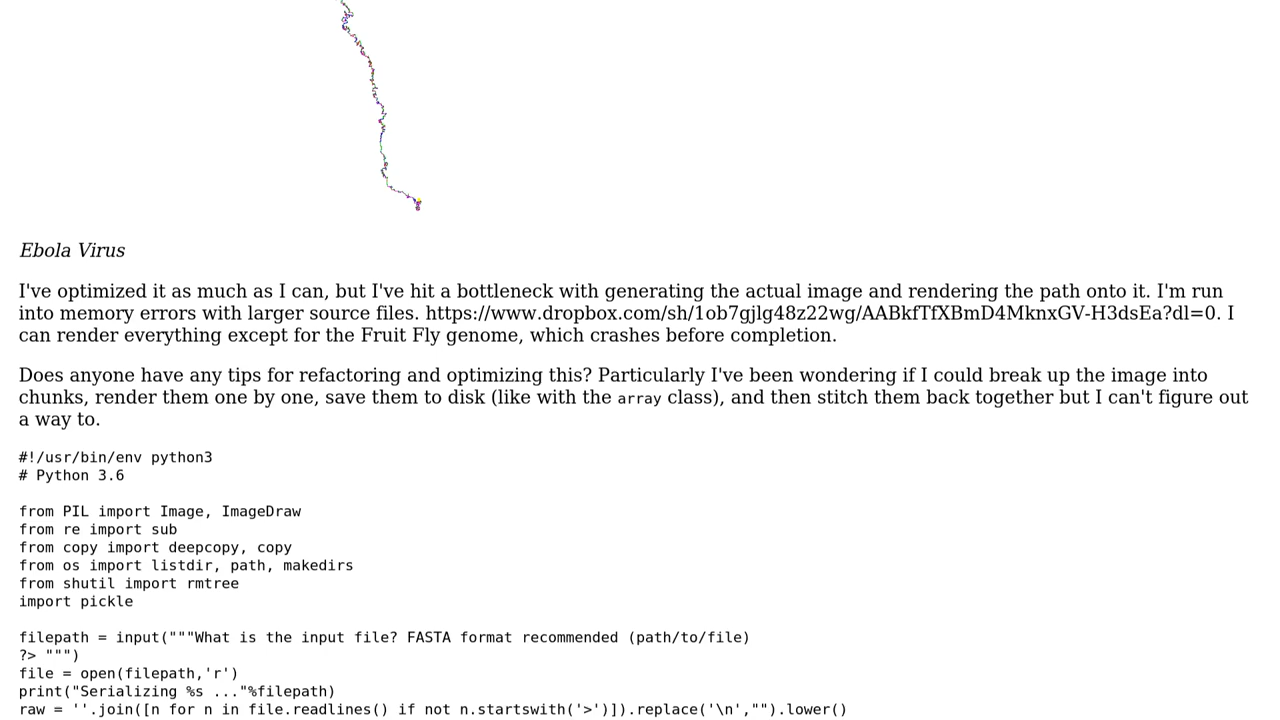 Ebola Virus
I've optimized it as much as I can, but I've hit a bottleneck with generating the actual image and rendering the path onto it. I'm run
into memory errors with larger source files. https://www.dropbox.com/sh/1ob7gjlg48z22wg/AABkfTfXBmD4MknxGV-H3dsEa?dl=0. I
can render everything except for the Fruit Fly genome, which crashes before completion.
Does anyone have any tips for refactoring and optimizing this? Particularly I've been wondering if I could break up the image into
chunks, render them one by one, save them to disk (like with the array class), and then stitch them back together but I can't figure out
a way to.
#!/usr/bin/env python3
# Python 3.6
from PIL import Image, ImageDraw
from re import sub
from copy import deepcopy, copy
from os import listdir, path, makedirs
from shutil import rmtree
import pickle
filepath = input("""What is the input file? FASTA format recommended (path/to/file)
?> """)
file = open(filepath,'r')
print("Serializing %s ..."%filepath)
raw = ''.join([n for n in file.readlines() if not n.startswith('>')]).replace('\n',"").lower()